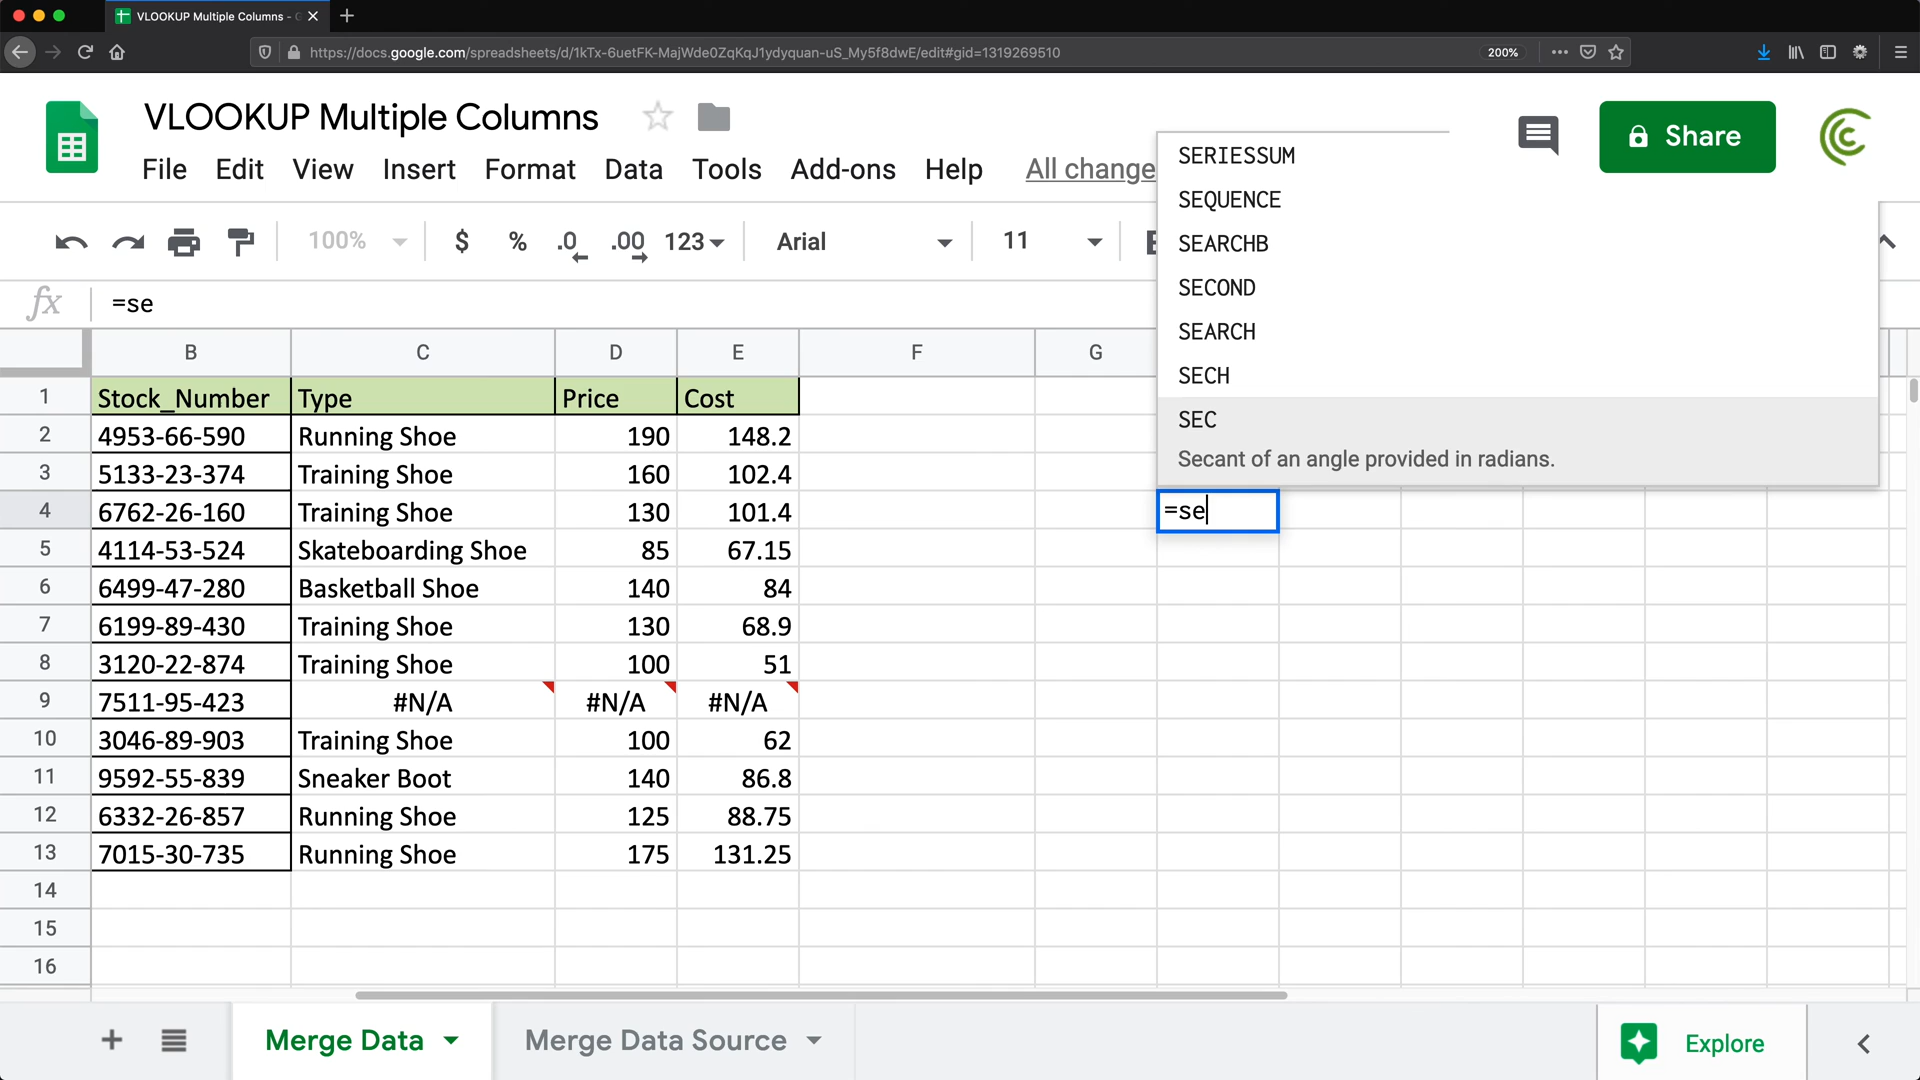 VLOOKUP Multiple Columns - G
https://docs.google.com/spreadsheets/d/1kTx-6uetFK-MajWde0ZqKqJ1ydyquan-uS_My5f8dwE/edit#gid=1319269510 200%
VLOOKUP Multiple Columns
File Edit View Insert Format Data Tools Add-ons Help All change
Share
100% $ % .0 .00 123 Arial 11 B
fx =se
SERIESSUM
SEQUENCE
SEARCHB
SECOND
SEARCH
SECH
SEC
Secant of an angle provided in radians.
B C D E F G
1 Stock_Number Type Price Cost
2 4953-66-590 Running Shoe 190 148.2
3 5133-23-374 Training Shoe 160 102.4
4 6762-26-160 Training Shoe 130 101.4 =se
5 4114-53-524 Skateboarding Shoe 85 67.15
6 6499-47-280 Basketball Shoe 140 84
7 6199-89-430 Training Shoe 130 68.9
8 3120-22-874 Training Shoe 100 51
9 7511-95-423 #N/A #N/A #N/A
10 3046-89-903 Training Shoe 100 62
11 9592-55-839 Sneaker Boot 140 86.8
12 6332-26-857 Running Shoe 125 88.75
13 7015-30-735 Running Shoe 175 131.25
14
15
16
Merge Data Merge Data Source Explore